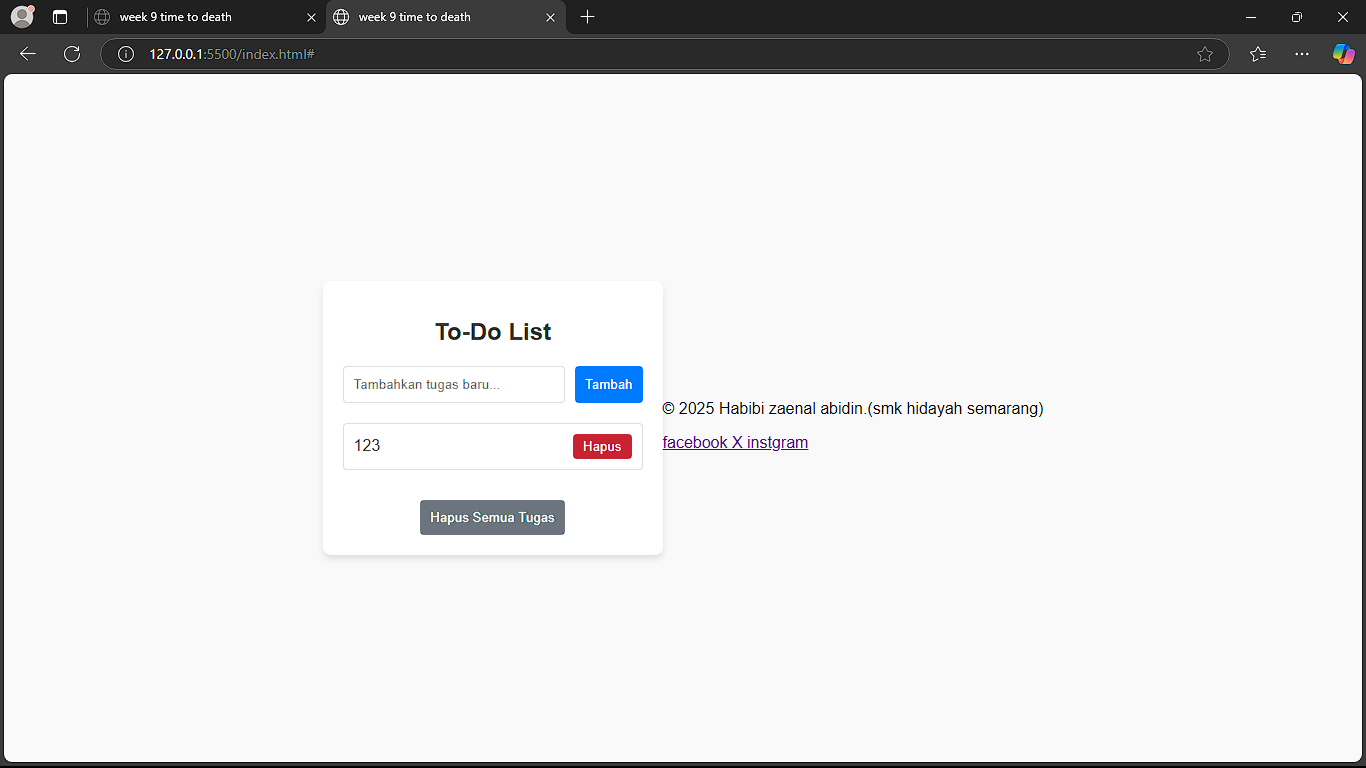 week 9 time to death
week 9 time to death
127.0.0.1:5500/index.html#
To-Do List
Tambahkan tugas baru...
Tambah
123
Hapus
Hapus Semua Tugas
© 2025 Habibi zaenal abidin.(smk hidayah semarang)
facebook X instgram